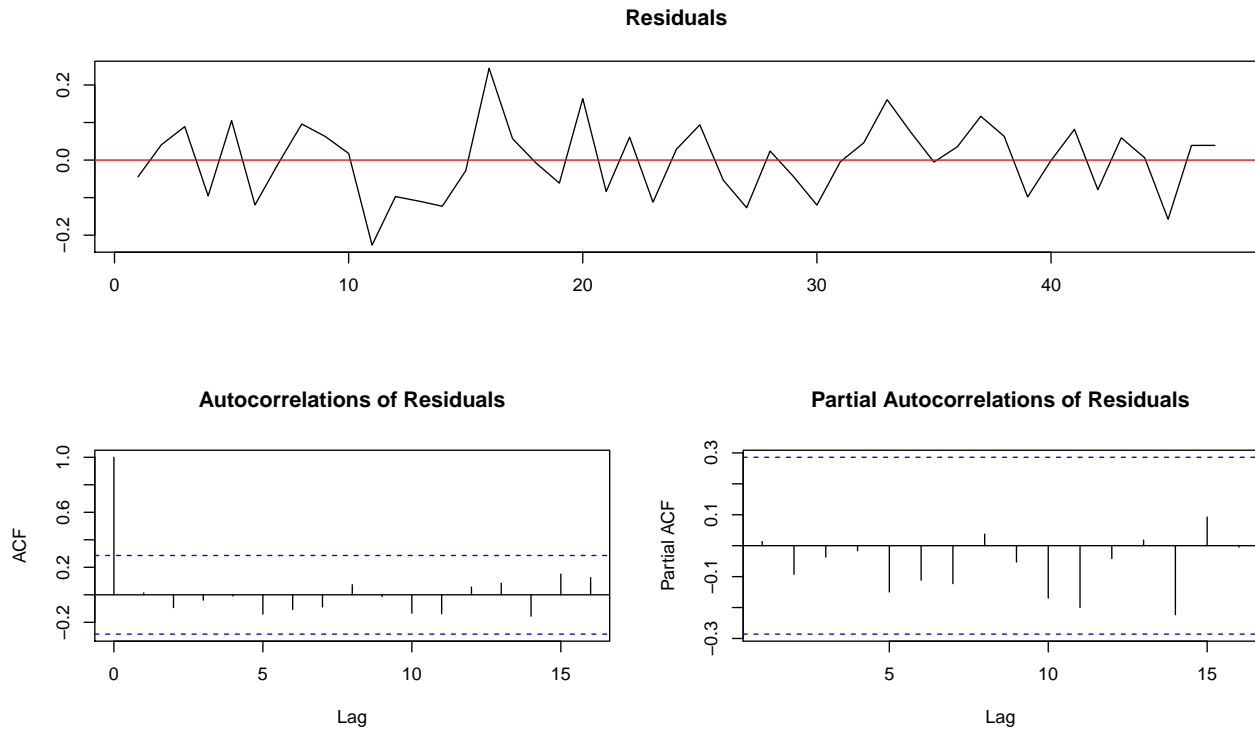 Residuals
0.2
0.0
−0.2
0 10 20 30 40
Autocorrelations of Residuals
ACF
1.0
0.6
0.2
−0.2
0 5 10 15
Lag
Partial Autocorrelations of Residuals
Partial ACF
0.3
0.1
−0.1
−0.3
5 10 15
Lag